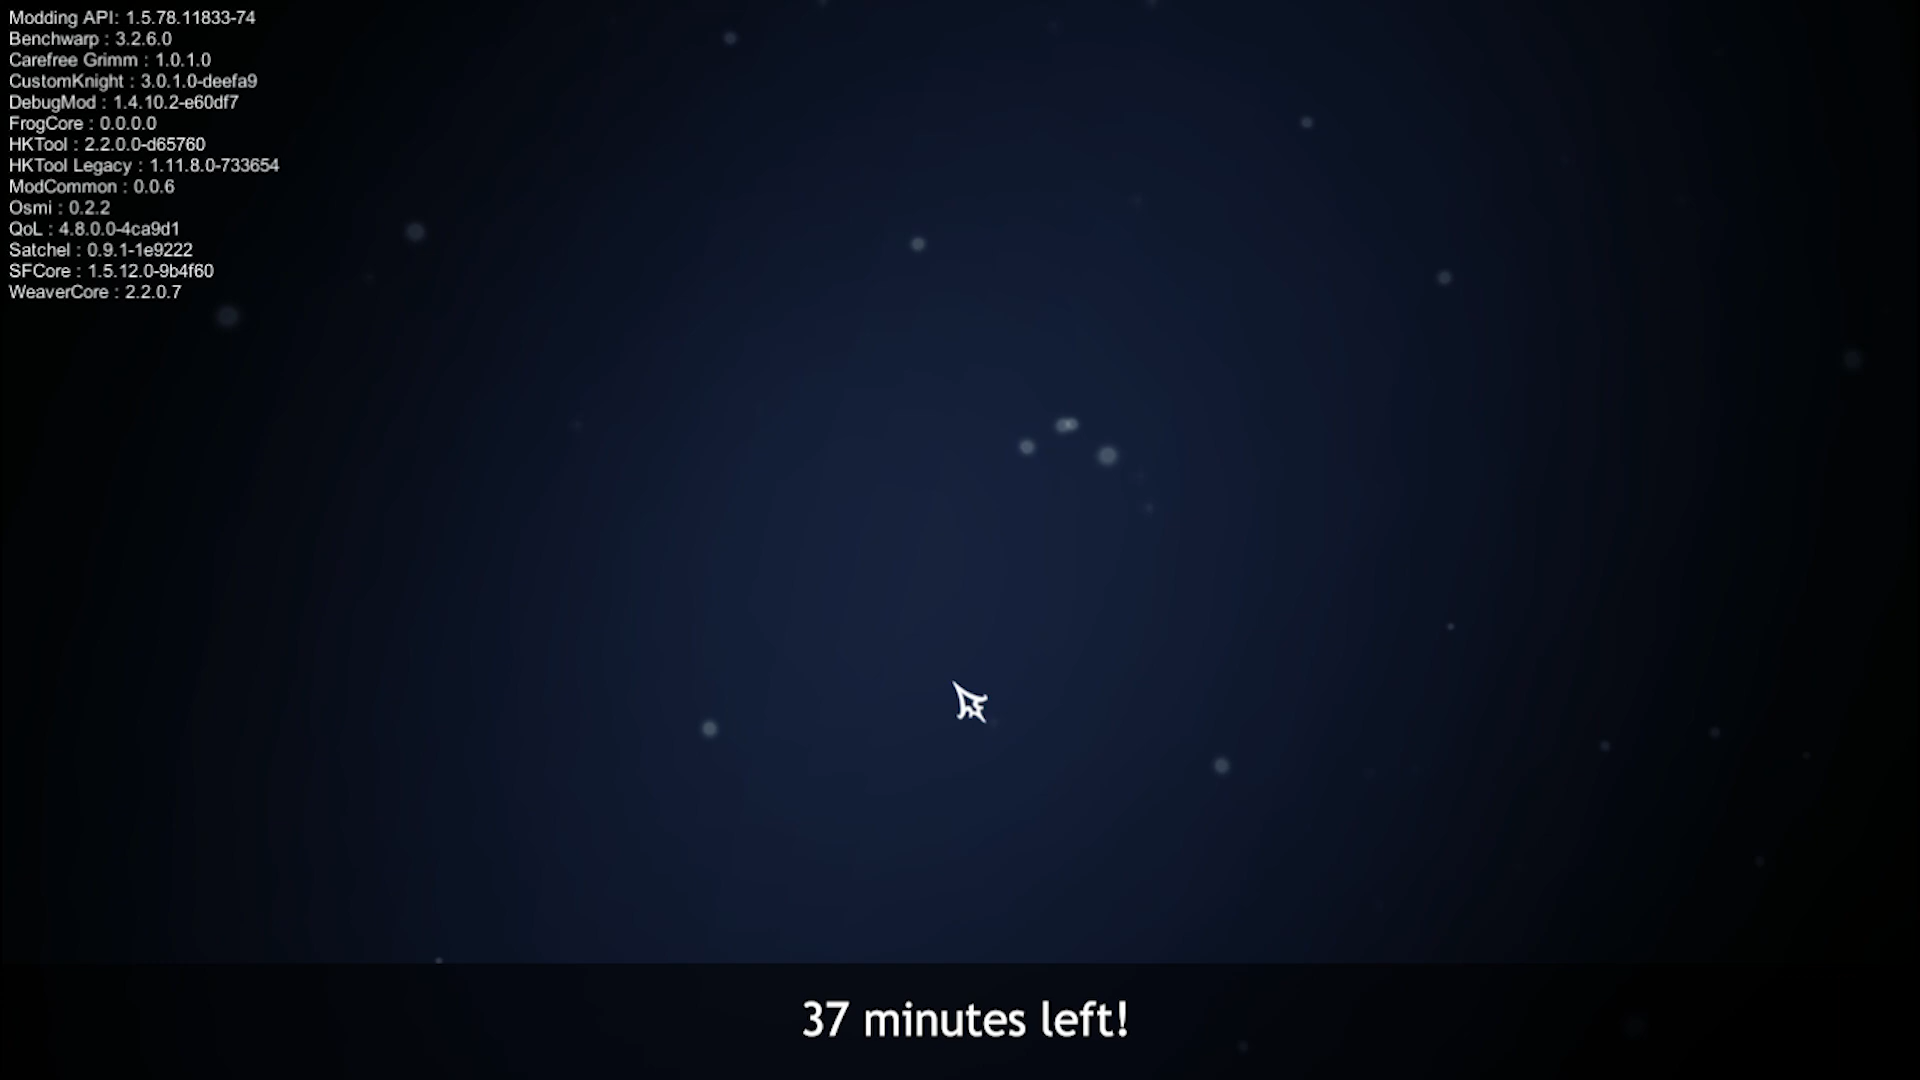 Modding API: 1.5.78.11833-74
Benchwarp : 3.2.6.0
Carefree Grimm : 1.0.1.0
CustomKnight : 3.0.1.0-deefa9
DebugMod : 1.4.10.2-e60df7
FrogCore : 0.0.0.0
HKTool : 2.2.0.0-d65760
HKTool Legacy : 1.11.8.0-733654
ModCommon : 0.0.6
Osmi : 0.2.2
QoL : 4.8.0.0-4ca9d1
Satchel : 0.9.1-1e9222
SFCore : 1.5.12.0-9b4f60
WeaverCore : 2.2.0.7
37 minutes left!